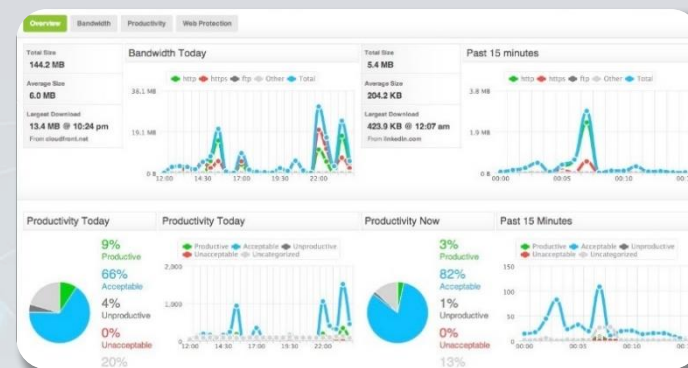 Overview Bandwidth Productivity Web Protection
Total Size
144.2 MB
Average Size
6.0 MB
Largest Download
13.4 MB @ 10:24 pm
From cloudfront.net
Bandwidth Today
http https ftp Other Total
38.1 MB
19.1 MB
0 B
12:00 14:30 17:00 19:30 22:00
Total Size
5.4 MB
Average Size
204.2 KB
Largest Download
423.9 KB @ 12:07 am
From linkedin.com
Past 15 minutes
http https ftp Other Total
3.8 MB
1.9 MB
0 B
00:00 00:05 00:10
Productivity Today
9%
Productive
66%
Acceptable
4%
Unproductive
0%
Unacceptable
20%
Productivity Today
Productive Acceptable Unproductive
Unacceptable Uncategorized
2,000
1,000
0
12:00 14:30 17:00 19:30 22:00
Productivity Now
3%
Productive
82%
Acceptable
1%
Unproductive
0%
Unacceptable
13%
Past 15 Minutes
Productive Acceptable Unproductive
Unacceptable Uncategorized
150
100
50
0
00:00 00:05 00:10